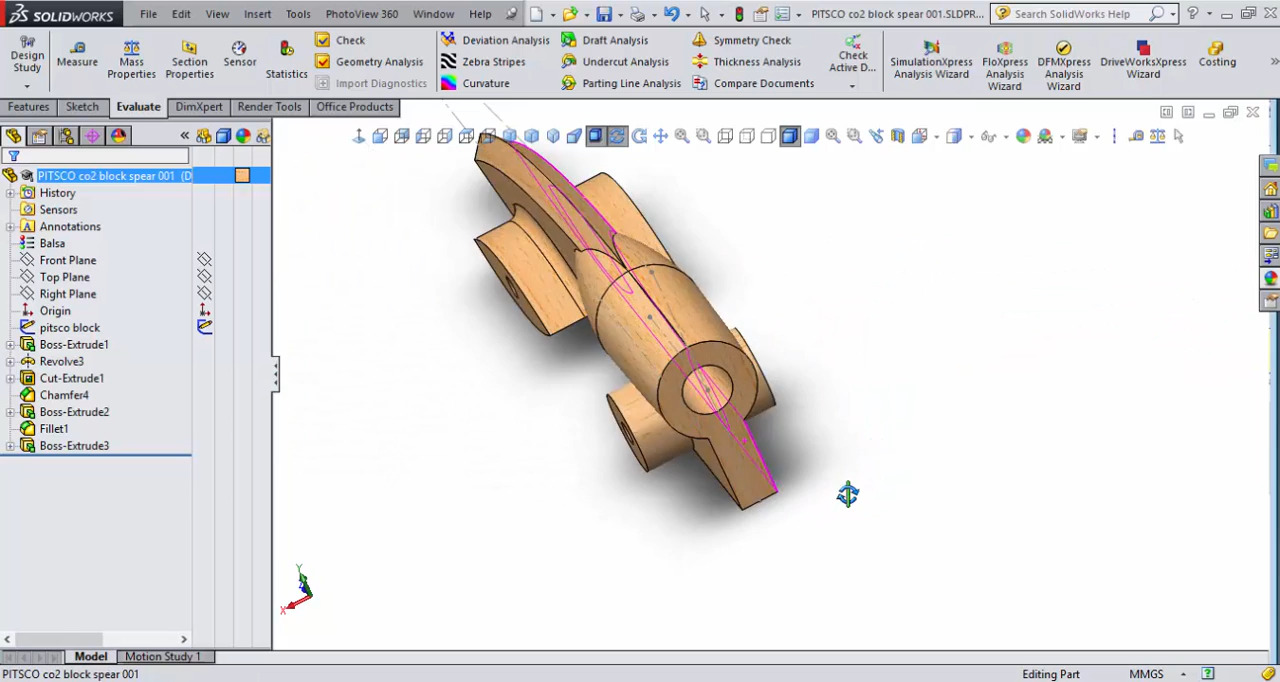 SOLIDWORKS
File Edit View Insert Tools PhotoView 360 Window Help
PITSCO co2 block spear 001.SLDPR...
Search SolidWorks Help
Design Study
Measure
Mass Properties
Section Properties
Sensor
Statistics
Check
Geometry Analysis
Import Diagnostics
Deviation Analysis
Zebra Stripes
Curvature
Draft Analysis
Undercut Analysis
Parting Line Analysis
Symmetry Check
Thickness Analysis
Compare Documents
Check Active D...
SimulationXpress Analysis Wizard
FloXpress Analysis Wizard
DFMXpress Analysis Wizard
DriveWorksXpress Wizard
Costing
Features Sketch Evaluate DimXpert Render Tools Office Products
PITSCO co2 block spear 001 (D
History
Sensors
Annotations
Balsa
Front Plane
Top Plane
Right Plane
Origin
pitsco block
Boss-Extrude1
Revolve3
Cut-Extrude1
Chamfer4
Boss-Extrude2
Fillet1
Boss-Extrude3
Y
X
Model Motion Study 1
PITSCO co2 block spear 001
Editing Part
MMGS